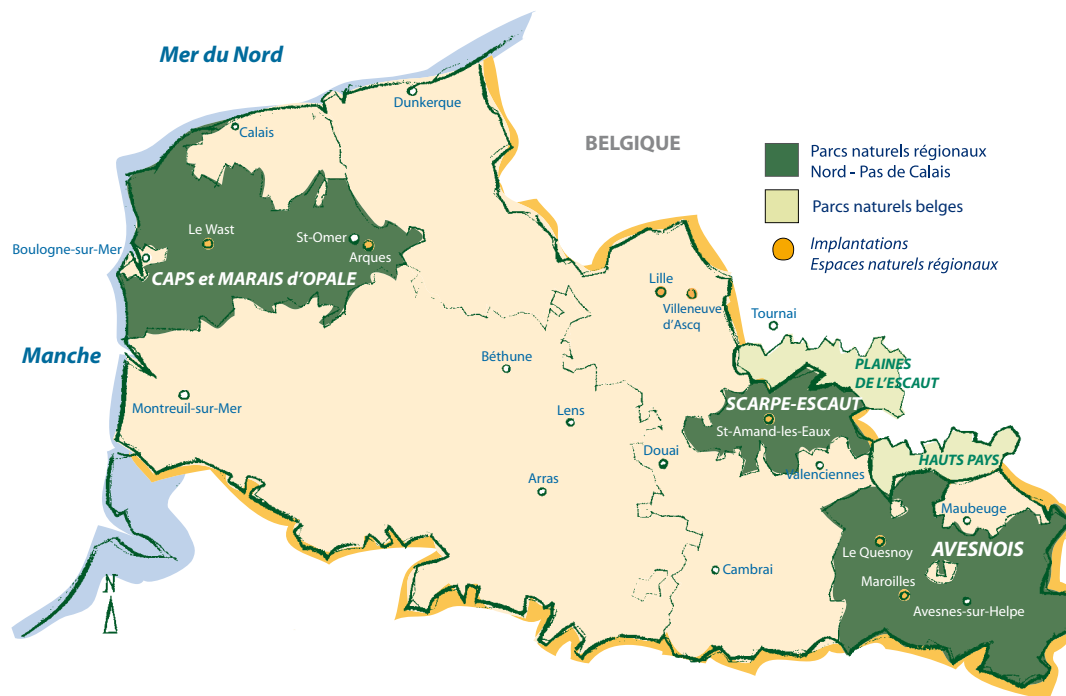 Mer du Nord
Dunkerque
Calais
BELGIQUE
Parcs naturels régionaux
Nord - Pas de Calais
Parcs naturels belges
Implantations
Espaces naturels régionaux
Le Wast
St-Omer
Boulogne-sur-Mer
Arques
CAPS et MARAIS d'OPALE
Lille
Villeneuve
d'Ascq
Tournai
Manche
Béthune
PLAINES
DE L'ESCAUT
Montreuil-sur-Mer
Lens
SCARPE-ESCAUT
St-Amand-les-Eaux
Douai
HAUTS PAYS
Valenciennes
Arras
Maubeuge
Le Quesnoy
AVESNOIS
Cambrai
Maroilles
Avesnes-sur-Helpe
N